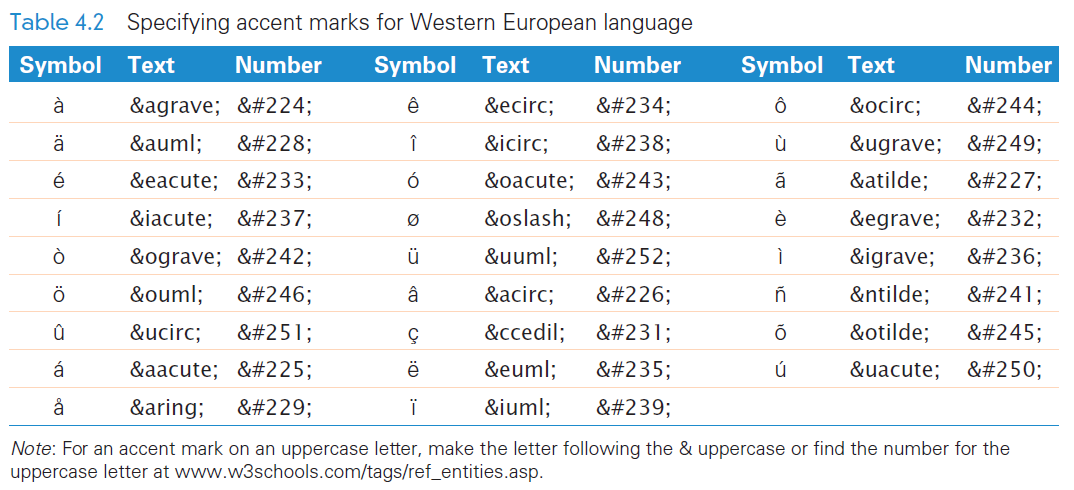 Table 4.2 Specifying accent marks for Western European language
Symbol Text Number Symbol Text Number Symbol Text Number
à &agrave; &#224; ê &ecirc; &#234; ô &ocirc; &#244;
ä &auml; &#228; î &icirc; &#238; ù &ugrave; &#249;
é &eacute; &#233; ó &oacute; &#243; ã &atilde; &#227;
í &iacute; &#237; ø &oslash; &#248; è &egrave; &#232;
ò &ograve; &#242; ü &uuml; &#252; ì &igrave; &#236;
ö &ouml; &#246; â &acirc; &#226; ñ &ntilde; &#241;
û &ucirc; &#251; ç &ccedil; &#231; õ &otilde; &#245;
á &aacute; &#225; ë &euml; &#235; ú &uacute; &#250;
å &aring; &#229; ï &iuml; &#239;
Note: For an accent mark on an uppercase letter, make the letter following the & uppercase or find the number for the
uppercase letter at www.w3schools.com/tags/ref_entities.asp.